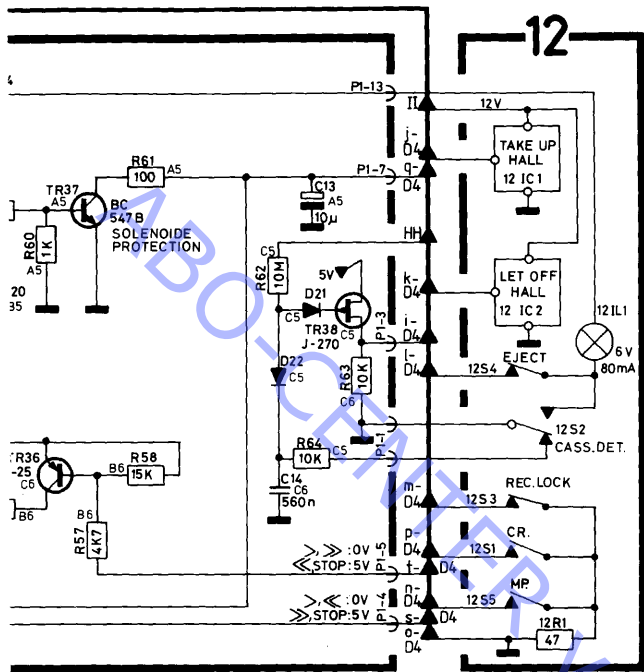 12
4
P1-13
II
12V
j-
D4
TAKE UP
HALL
12 IC1
R61
100
A5
P1-7
q-
D4
TR37
A5
BC
547B
SOLENOIDE
PROTECTION
C13
A5
10µ
R60
1K
A5
HH
C5
R62
10M
5V
k-
D4
LET OFF
HALL
12 IC2
20
B5
D21
C5
TR38
J-270
C5
P1-3
i-
D4
12IL1
6V
80mA
D22
C5
R63
10K
C6
l-
D4
12S4
EJECT
P1-1
12S2
CASS.DET.
R64
10K
C5
TR36
-25
C6
B6
R58
15K
B6
C14
C6
560n
m-
D4
12S3
REC.LOCK
B6
R57
4K7
p-
D4
12S1
CR.
>, ≫ :0V
≪STOP:5V
P1-5
t-
D4
n-
D4
12S5
MP.
>, ≪ :0V
≫,STOP:5V
P1-4
s-
D4
o-
D4
12R1
47
ABO-CENTER